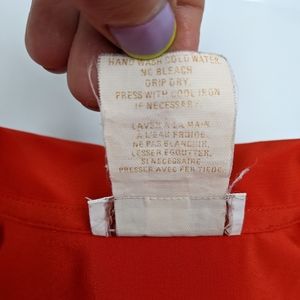 HAND WASH COLD WATER
NO BLEACH
DRIP DRY.
PRESS WITH COOL IRON
IF NECESSARY.
LAVER A LA MAIN
A L'EAU FROIDE.
NE PAS BLANCHIR,
LESSER EGOUTTER.
SI NECESSAIRE
PRESSER AVEC FER TIEDE.